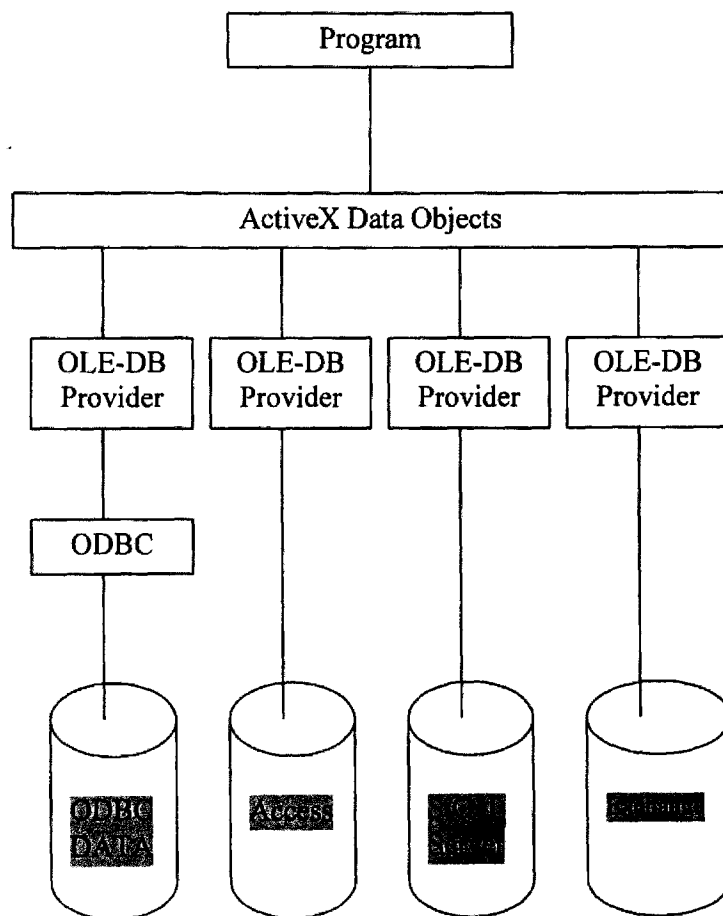 Program
ActiveX Data Objects
OLE-DB
Provider
OLE-DB
Provider
OLE-DB
Provider
OLE-DB
Provider
ODBC
ODBC
DATA
Access